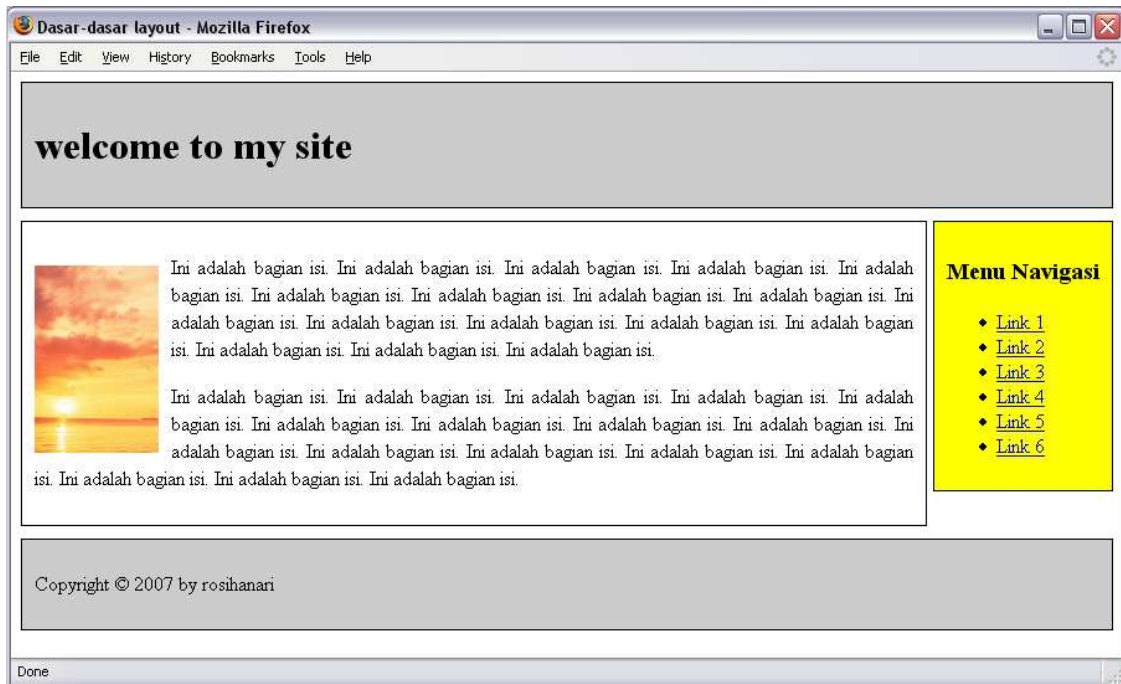 Dasar-dasar layout - Mozilla Firefox
File Edit View History Bookmarks Tools Help
welcome to my site
Ini adalah bagian isi. Ini adalah bagian isi. Ini adalah bagian isi. Ini adalah bagian isi. Ini adalah
bagian isi. Ini adalah bagian isi. Ini adalah bagian isi. Ini adalah bagian isi. Ini adalah bagian isi. Ini
adalah bagian isi. Ini adalah bagian isi. Ini adalah bagian isi. Ini adalah bagian isi. Ini adalah bagian
isi. Ini adalah bagian isi. Ini adalah bagian isi. Ini adalah bagian isi.
Ini adalah bagian isi. Ini adalah bagian isi. Ini adalah bagian isi. Ini adalah bagian isi. Ini adalah
bagian isi. Ini adalah bagian isi. Ini adalah bagian isi. Ini adalah bagian isi. Ini adalah bagian isi. Ini
adalah bagian isi. Ini adalah bagian isi. Ini adalah bagian isi. Ini adalah bagian isi. Ini adalah bagian
isi. Ini adalah bagian isi. Ini adalah bagian isi. Ini adalah bagian isi.
Menu Navigasi
Link 1
Link 2
Link 3
Link 4
Link 5
Link 6
Copyright © 2007 by rosihanari
Done